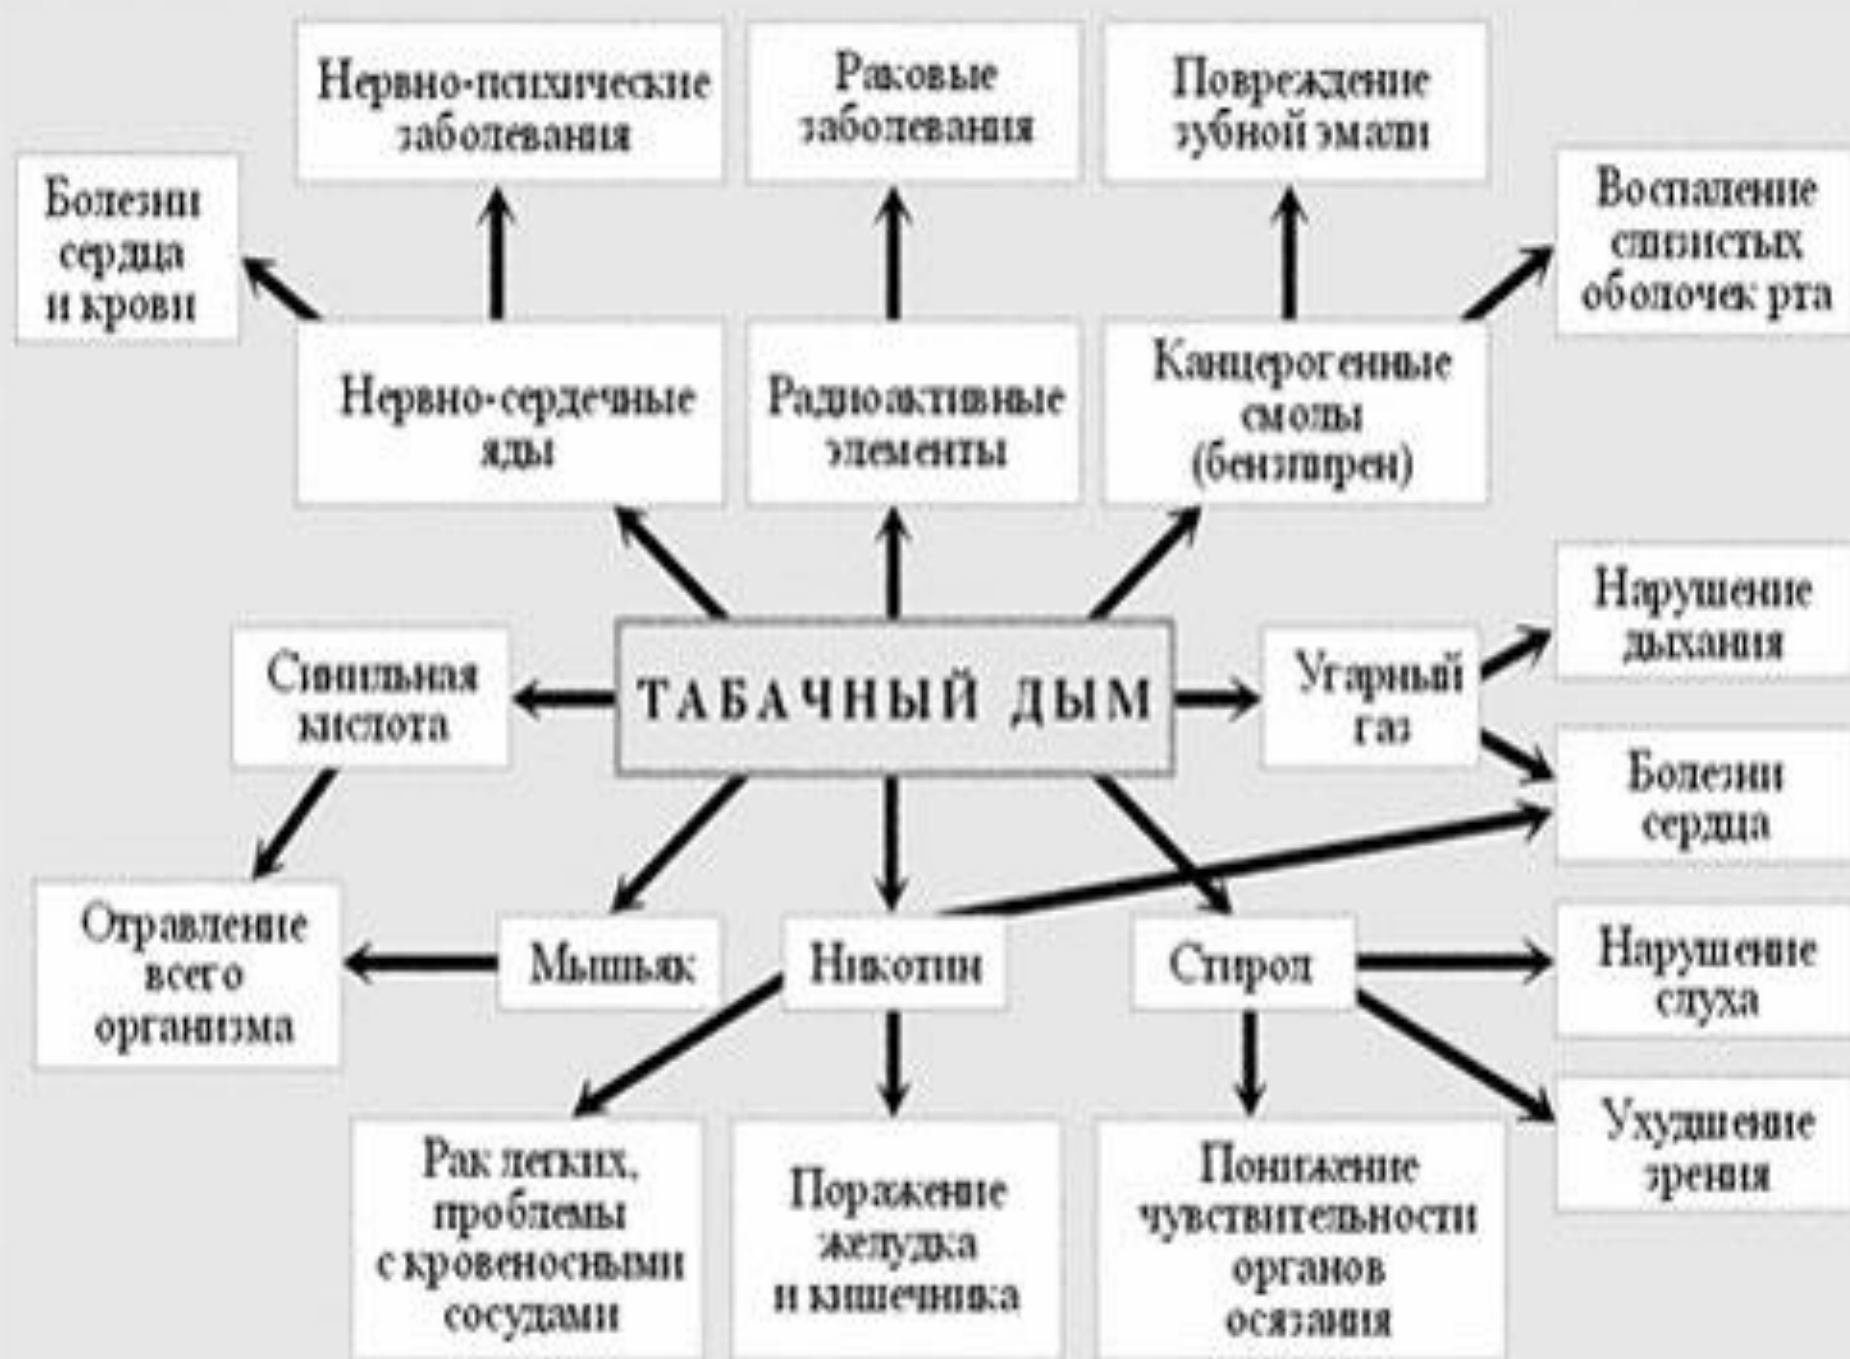 Нервно-психические
заболевания
Раковые
заболевания
Повреждение
зубной эмали
Болезни
сердца
и крови
Воспаление
слизистых
оболочек рта
Нервно-сердечные
яды
Радиоактивные
элементы
Канцерогенные
смолы
(бензпирен)
Нарушение
дыхания
Синильная
кислота
ТАБАЧНЫЙ ДЫМ
Угарный
газ
Болезни
сердца
Отравление
всего
организма
Мышьяк
Никотин
Стирол
Нарушение
слуха
Ухудшение
зрения
Рак легких,
проблемы
с кровеносными
сосудами
Поражение
желудка
и кишечника
Понижение
чувствительности
органов
осязания